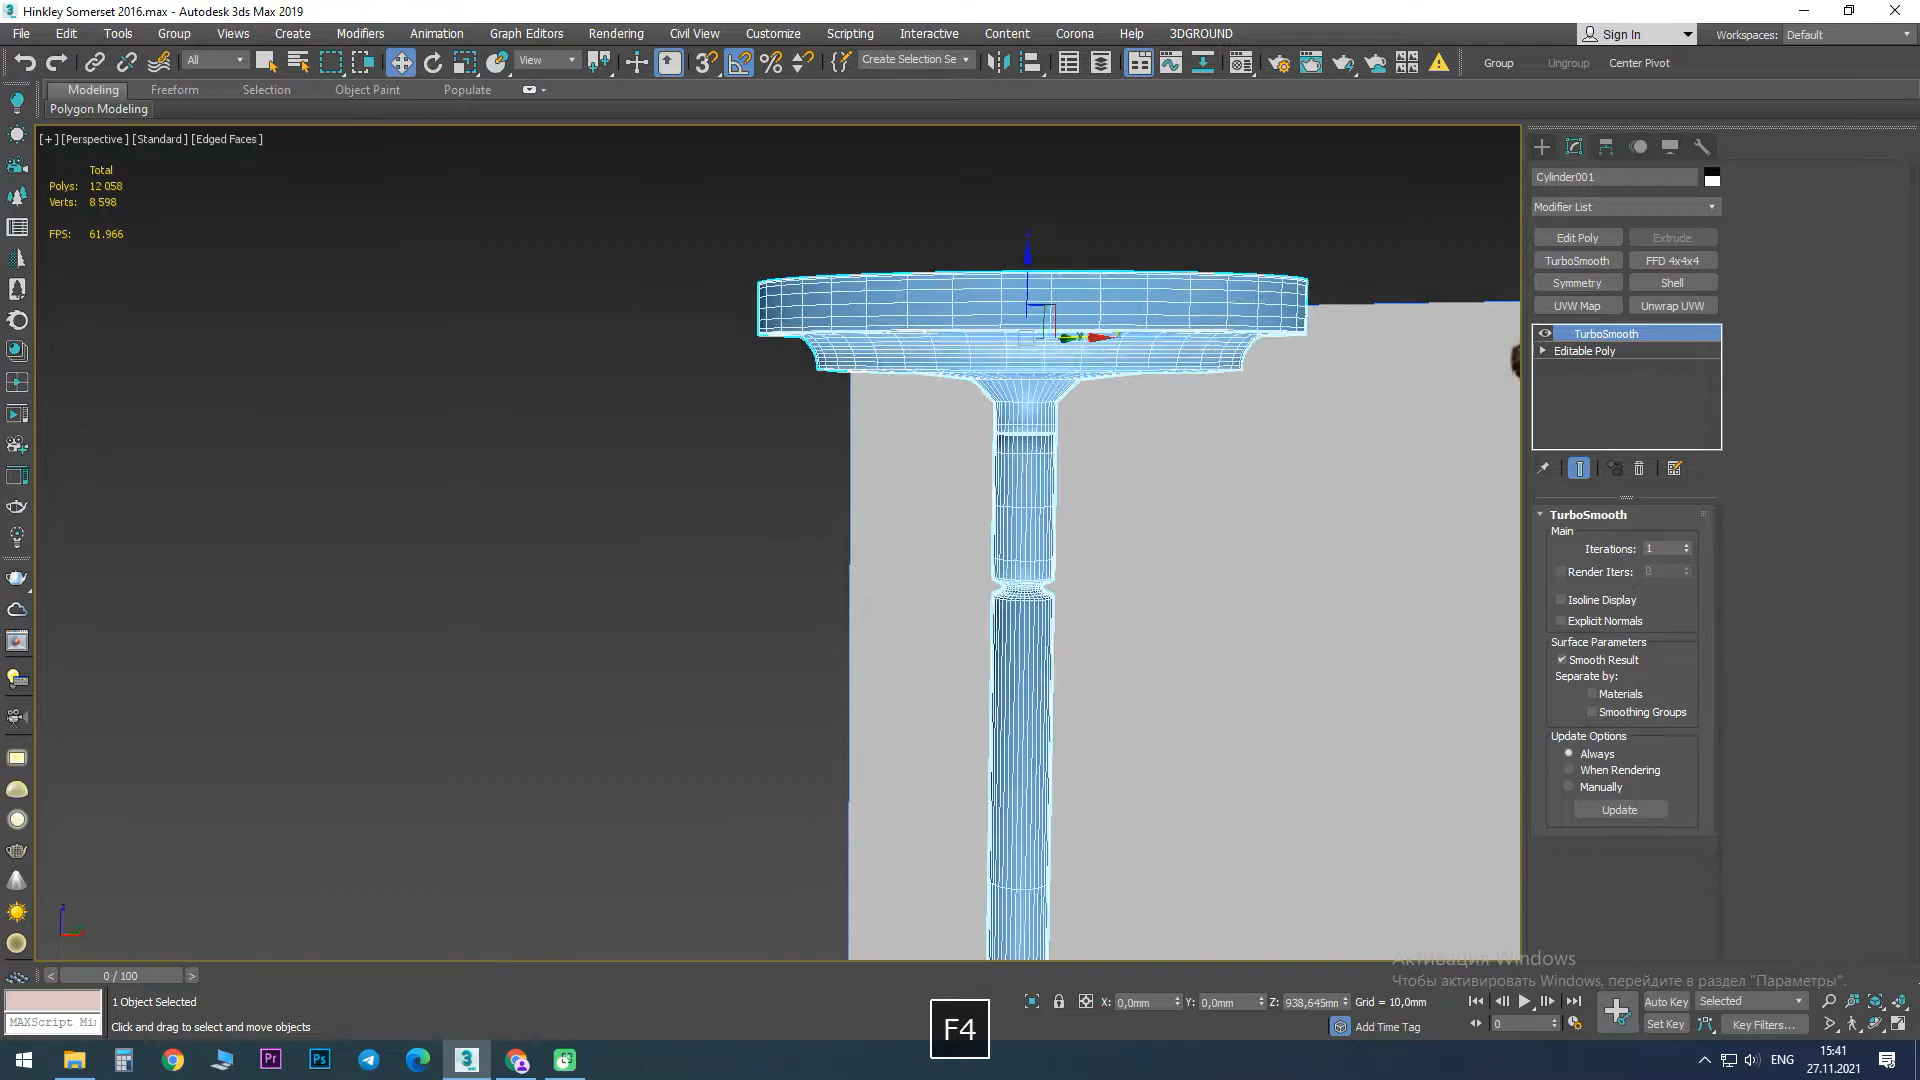 Hinkley Somerset 2016.max - Autodesk 3ds Max 2019
File Edit Tools Group Views Create Modifiers Animation Graph Editors Rendering Civil View Customize Scripting Interactive Content Corona Help 3DGROUND
Sign In
Workspaces: Default
All
View
Create Selection Se
Group Ungroup Center Pivot
Modeling Freeform Selection Object Paint Populate
Polygon Modeling
[+] [Perspective] [Standard] [Edged Faces]
Total
Polys: 12 058
Verts: 8 598
FPS: 61.966
Cylinder001
Modifier List
Edit Poly Extrude
TurboSmooth FFD 4x4x4
Symmetry Shell
UVW Map Unwrap UVW
TurboSmooth
Editable Poly
TurboSmooth
Main
Iterations: 1
Render Iters: 0
Isoline Display
Explicit Normals
Surface Parameters
Smooth Result
Separate by:
Materials
Smoothing Groups
Update Options
Always
When Rendering
Manually
Update
Активация Windows
Чтобы активировать Windows, перейдите в раздел "Параметры".
0 / 100
1 Object Selected
MAXScript Mi
Click and drag to select and move objects
F4
X: 0,0mm Y: 0,0mm Z: 938,645mm Grid = 10,0mm
Add Time Tag
0
Auto Key Selected
Set Key Key Filters...
Pr Ps 3
ENG
15:41
27.11.2021